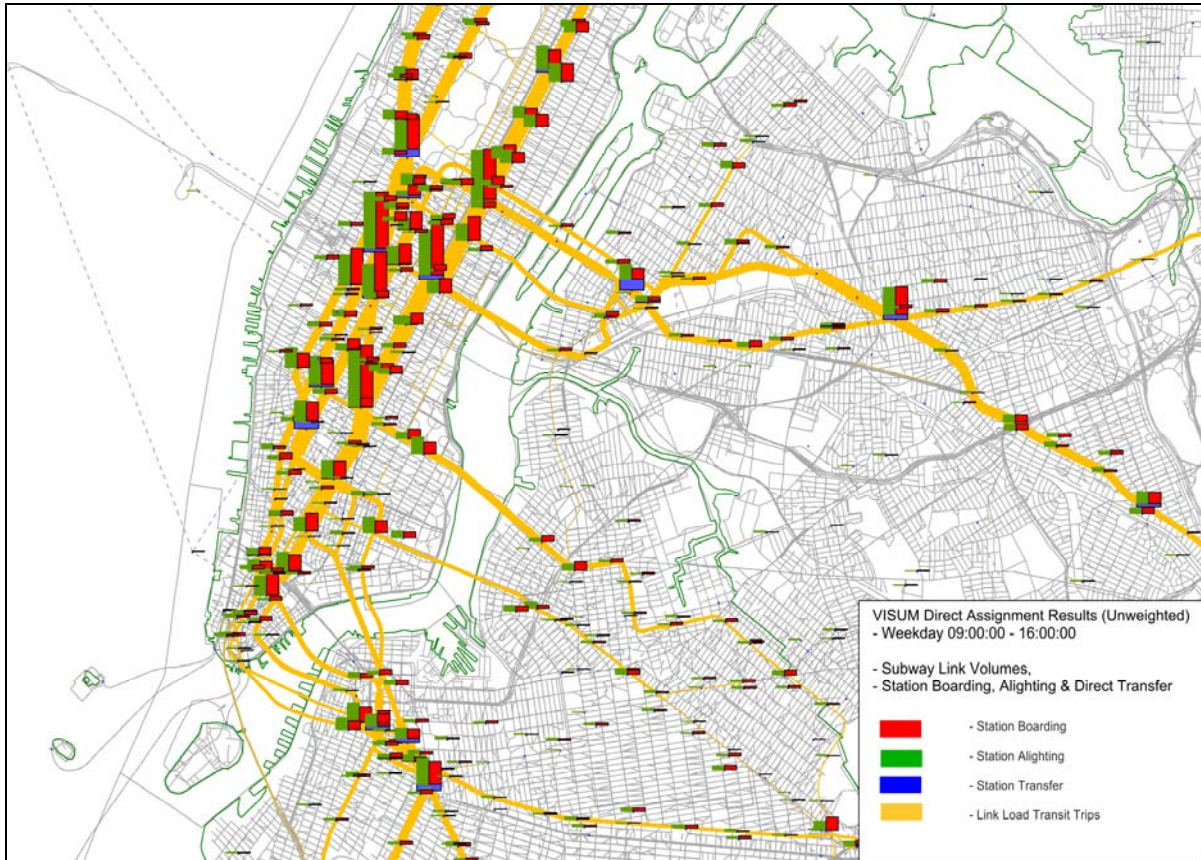 VISUM Direct Assignment Results (Unweighted)
- Weekday 09:00:00 - 16:00:00
- Subway Link Volumes,
- Station Boarding, Alighting & Direct Transfer
- Station Boarding
- Station Alighting
- Station Transfer
- Link Load Transit Trips